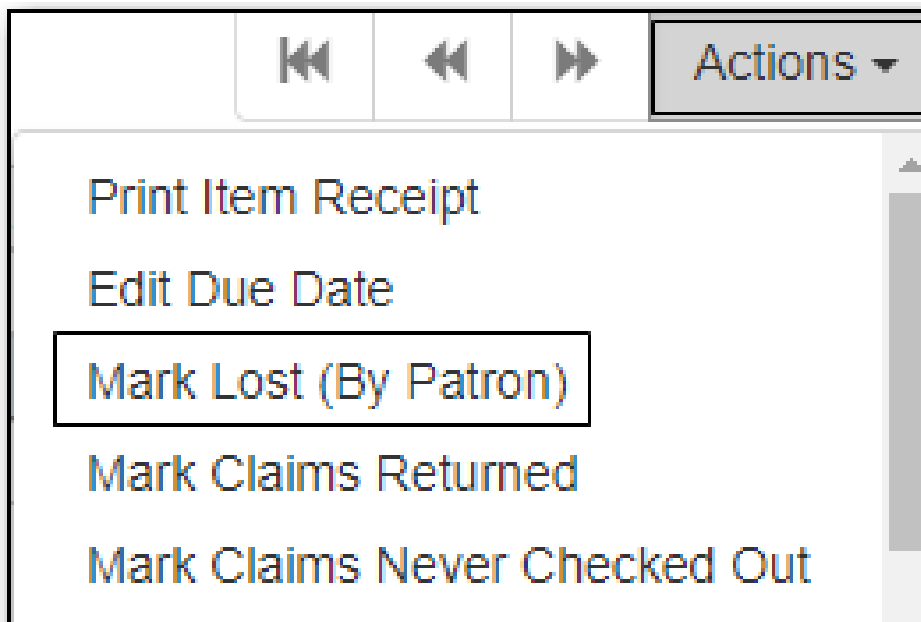 Actions
Print Item Receipt
Edit Due Date
Mark Lost (By Patron)
Mark Claims Returned
Mark Claims Never Checked Out